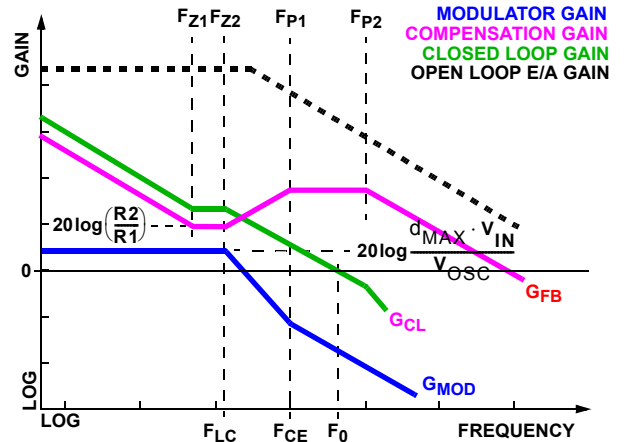 F_Z1 F_Z2 F_P1 F_P2
MODULATOR GAIN
COMPENSATION GAIN
CLOSED LOOP GAIN
OPEN LOOP E/A GAIN
GAIN
20log(R2/R1)
20log d_MAX · V_IN / V_OSC
0
G_FB
G_CL
G_MOD
LOG
LOG
F_LC F_CE F_0
FREQUENCY